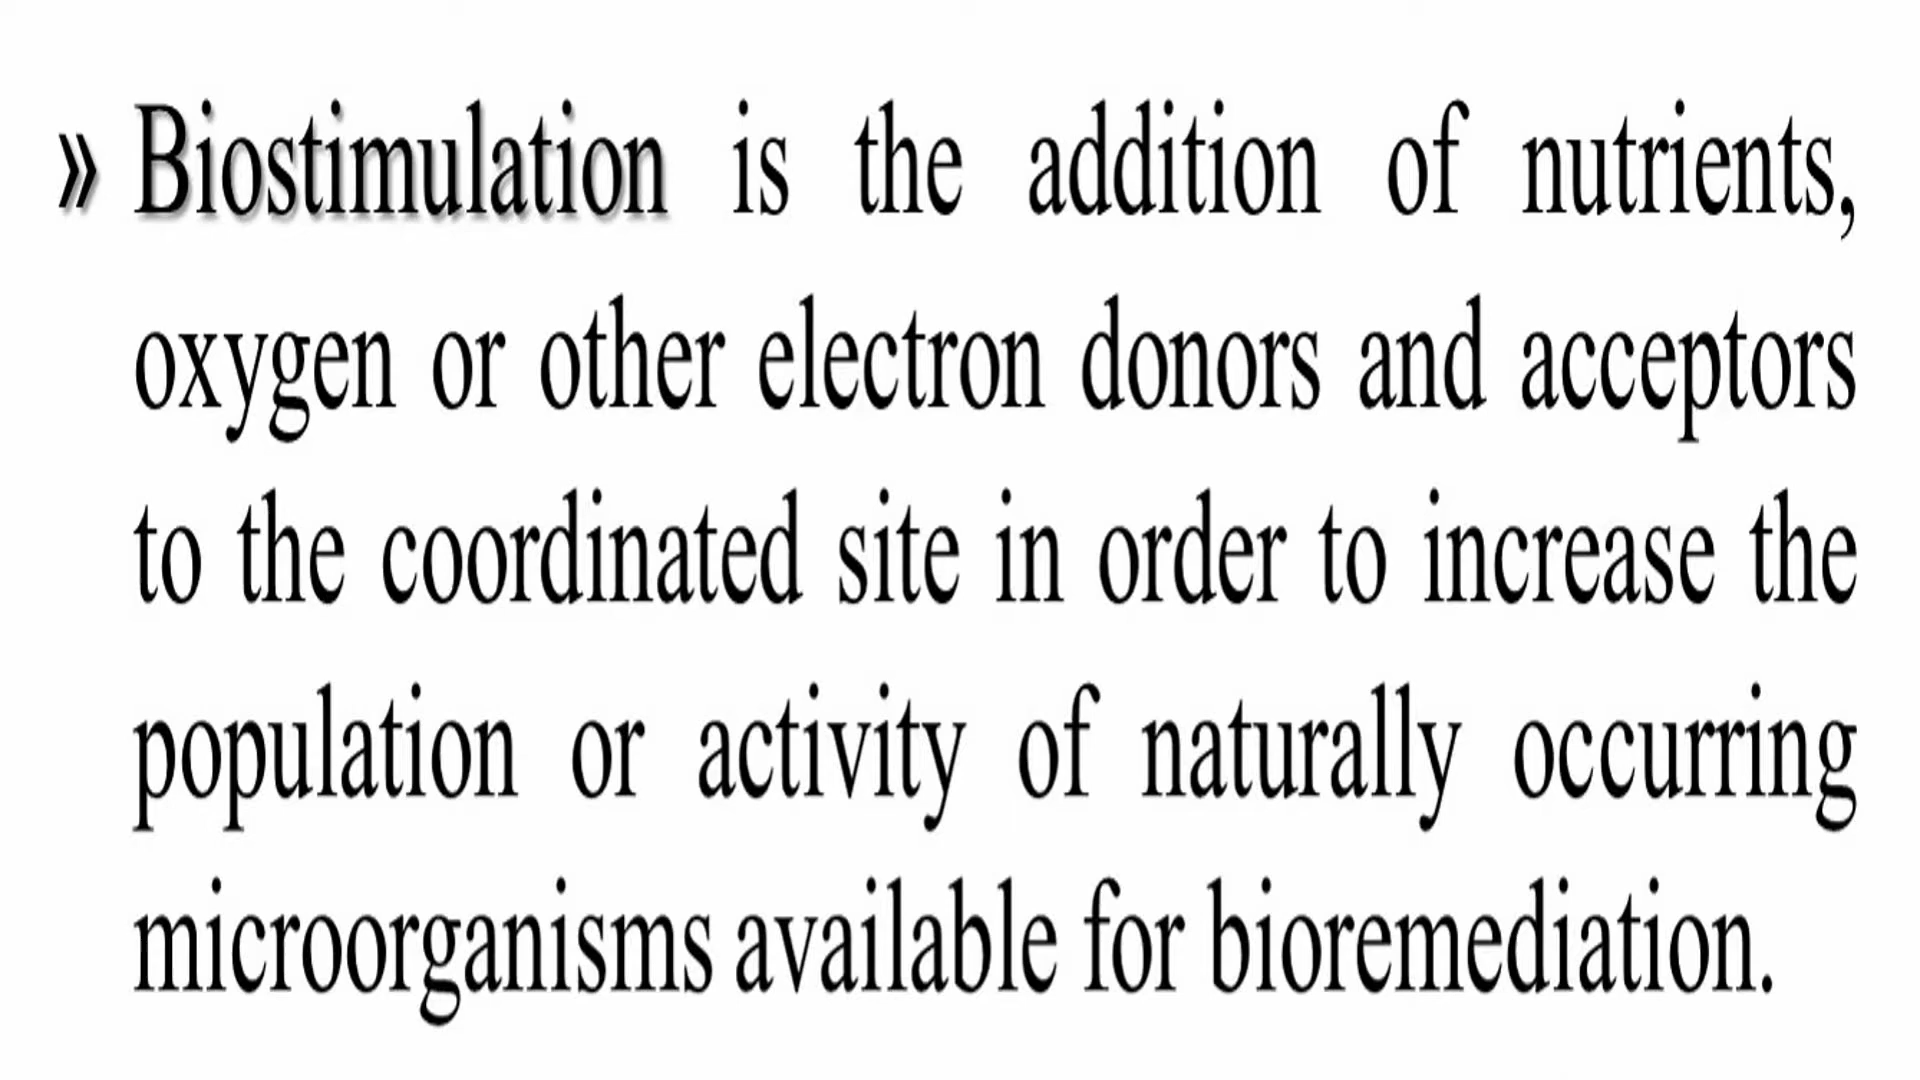 » Biostimulation is the addition of nutrients,
oxygen or other electron donors and acceptors
to the coordinated site in order to increase the
population or activity of naturally occurring
microorganisms available for bioremediation.